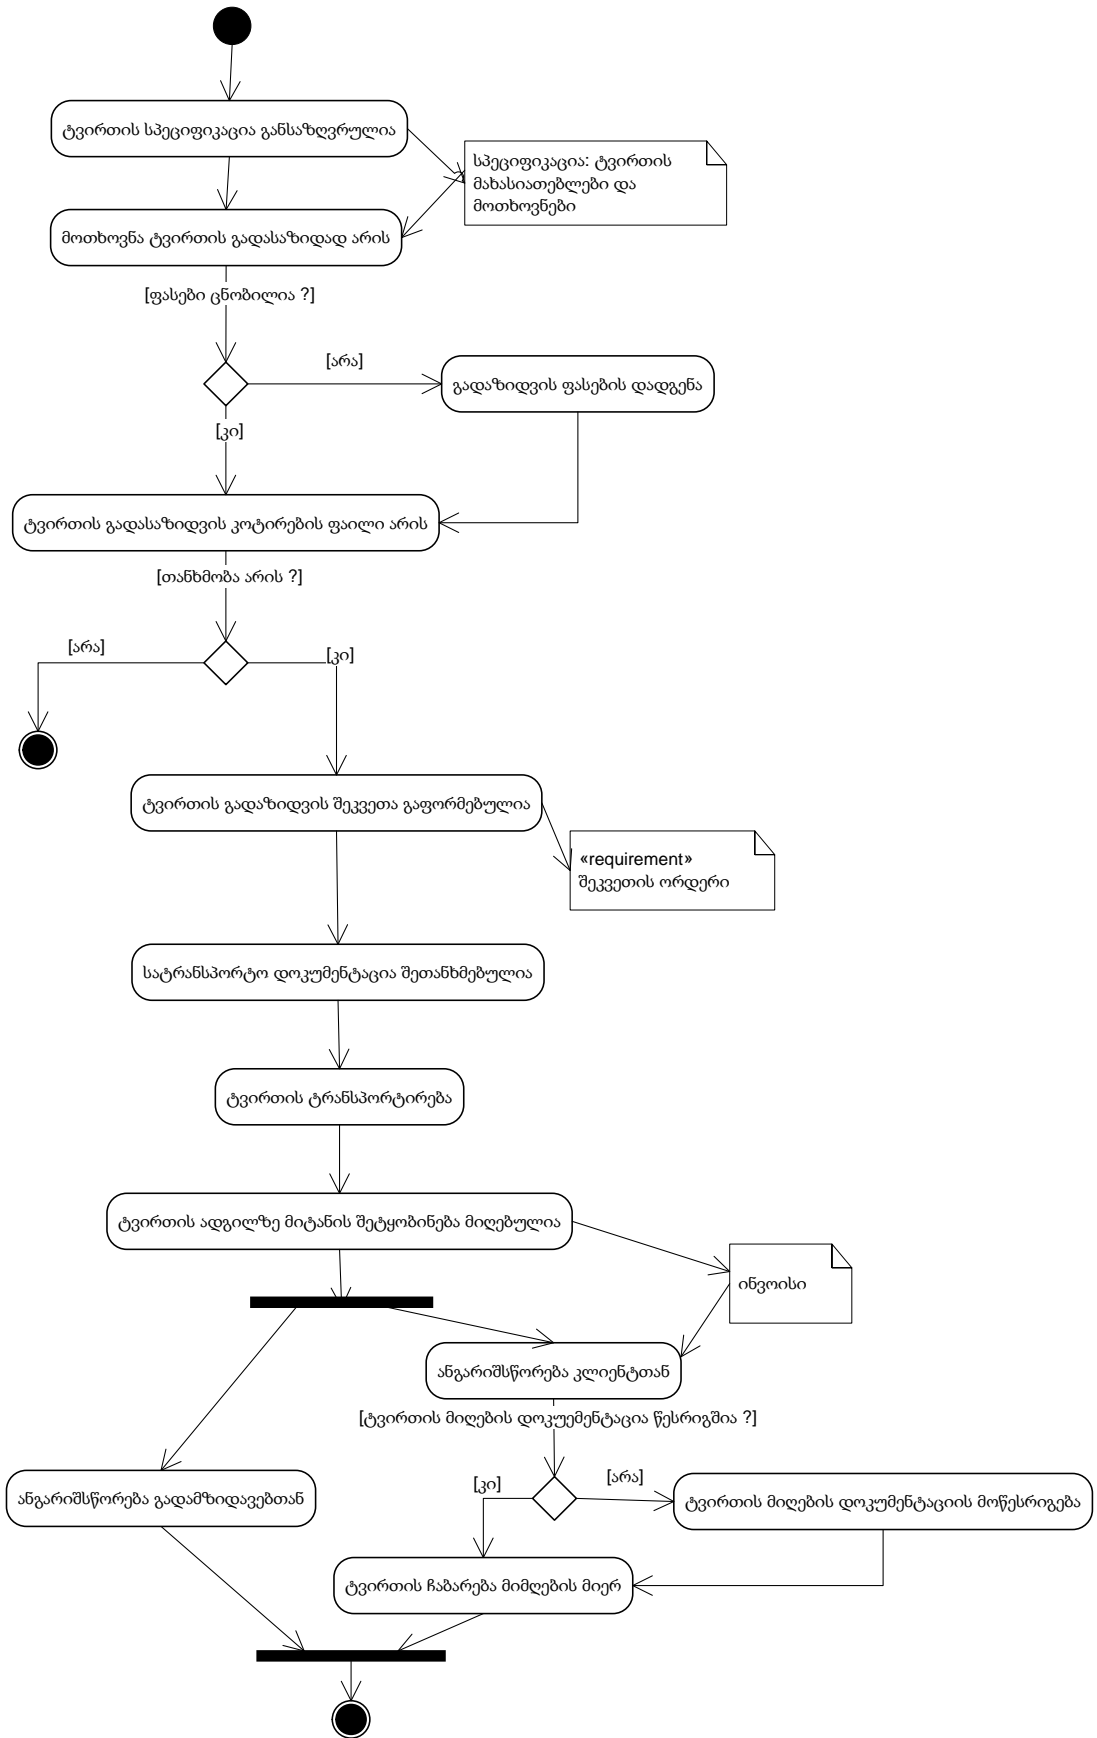 ტვირთის სპეციფიკაცია განსაზღვრულია
სპეციფიკაცია: ტვირთის
მახასიათებლები და
მოთხოვნები
მოთხოვნა ტვირთის გადასაზიდად არის
[ფასები ცნობილია ?]
[არა]
გადაზიდვის ფასების დადგენა
[კი]
ტვირთის გადასაზიდვის კოტირების ფაილი არის
[თანხმობა არის ?]
[არა]
[კი]
ტვირთის გადაზიდვის შეკვეთა გაფორმებულია
«requirement»
შეკვეთის ორდერი
სატრანსპორტო დოკუმენტაცია შეთანხმებულია
ტვირთის ტრანსპორტირება
ტვირთის ადგილზე მიტანის შეტყობინება მიღებულია
ინვოისი
ანგარიშსწორება კლიენტთან
[ტვირთის მიღების დოკუემენტაცია წესრიგშია ?]
[კი]
[არა]
ანგარიშსწორება გადამზიდავებთან
ტვირთის მიღების დოკუმენტაციის მოწესრიგება
ტვირთის ჩაბარება მიმღების მიერ